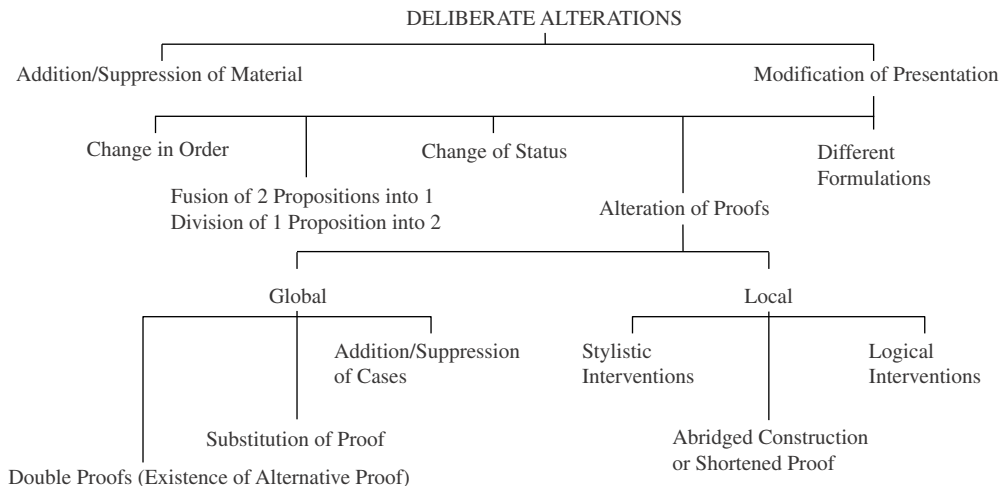 DELIBERATE ALTERATIONS
Addition/Suppression of Material
Modification of Presentation
Change in Order
Change of Status
Different
Formulations
Fusion of 2 Propositions into 1
Division of 1 Proposition into 2
Alteration of Proofs
Global
Local
Addition/Suppression
of Cases
Stylistic
Interventions
Logical
Interventions
Substitution of Proof
Abridged Construction
or Shortened Proof
Double Proofs (Existence of Alternative Proof)